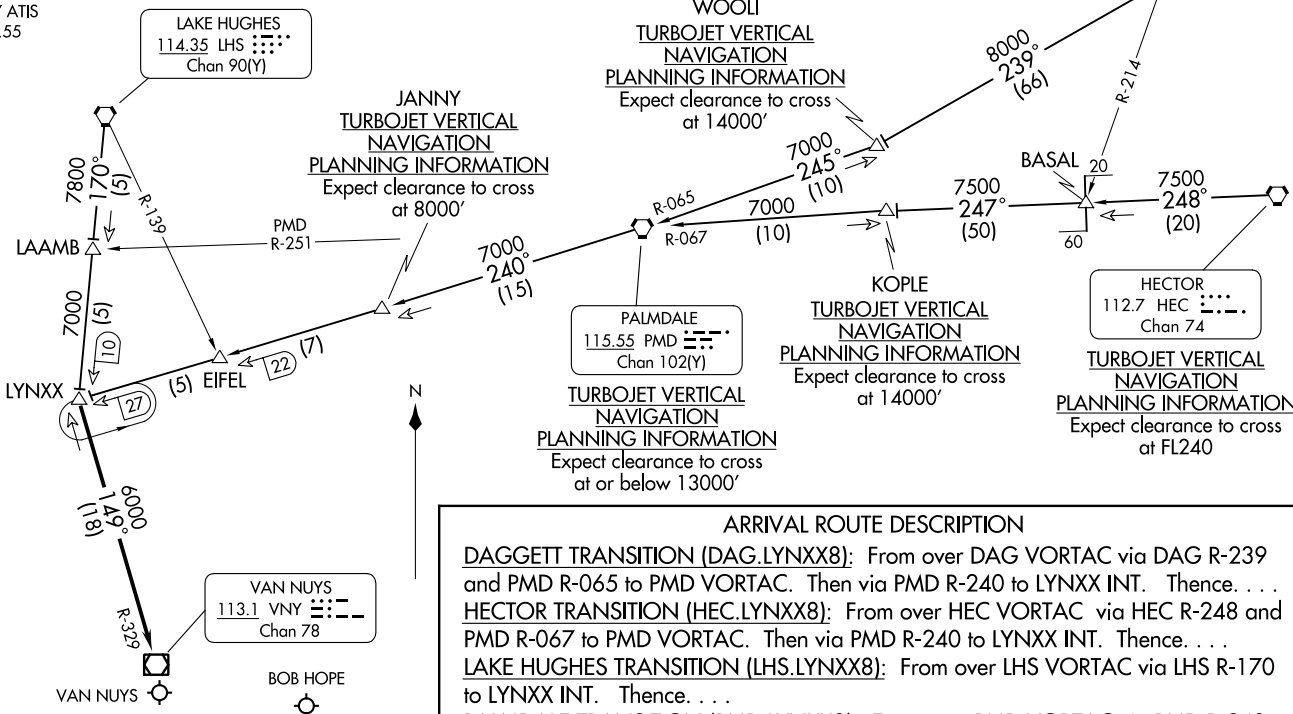 ATIS
.55
LAKE HUGHES
114.35 LHS
Chan 90(Y)
WOOLI
TURBOJET VERTICAL
NAVIGATION
PLANNING INFORMATION
Expect clearance to cross
at 14000'
8000
239°
(66)
R-214
JANNY
TURBOJET VERTICAL
NAVIGATION
PLANNING INFORMATION
Expect clearance to cross
at 8000'
7800
170°
(5)
R-139
7000
245°
(10)
BASAL
20
60
7500
248°
(20)
7500
247°
(50)
R-065
R-067
7000
(10)
LAAMB
PMD
R-251
7000
240°
(15)
7000
(5)
10
KOPLE
TURBOJET VERTICAL
NAVIGATION
PLANNING INFORMATION
Expect clearance to cross
at 14000'
HECTOR
112.7 HEC
Chan 74
TURBOJET VERTICAL
NAVIGATION
PLANNING INFORMATION
Expect clearance to cross
at FL240
PALMDALE
115.55 PMD
Chan 102(Y)
TURBOJET VERTICAL
NAVIGATION
PLANNING INFORMATION
Expect clearance to cross
at or below 13000'
(7)
22
EIFEL
(5)
LYNXX
27
N
6000
149°
(18)
R-329
VAN NUYS
113.1 VNY
Chan 78
VAN NUYS
BOB HOPE
ARRIVAL ROUTE DESCRIPTION
DAGGETT TRANSITION (DAG.LYNXX8): From over DAG VORTAC via DAG R-239
and PMD R-065 to PMD VORTAC. Then via PMD R-240 to LYNXX INT. Thence. . . .
HECTOR TRANSITION (HEC.LYNXX8): From over HEC VORTAC via HEC R-248 and
PMD R-067 to PMD VORTAC. Then via PMD R-240 to LYNXX INT. Thence. . . .
LAKE HUGHES TRANSITION (LHS.LYNXX8): From over LHS VORTAC via LHS R-170
to LYNXX INT. Thence. . . .